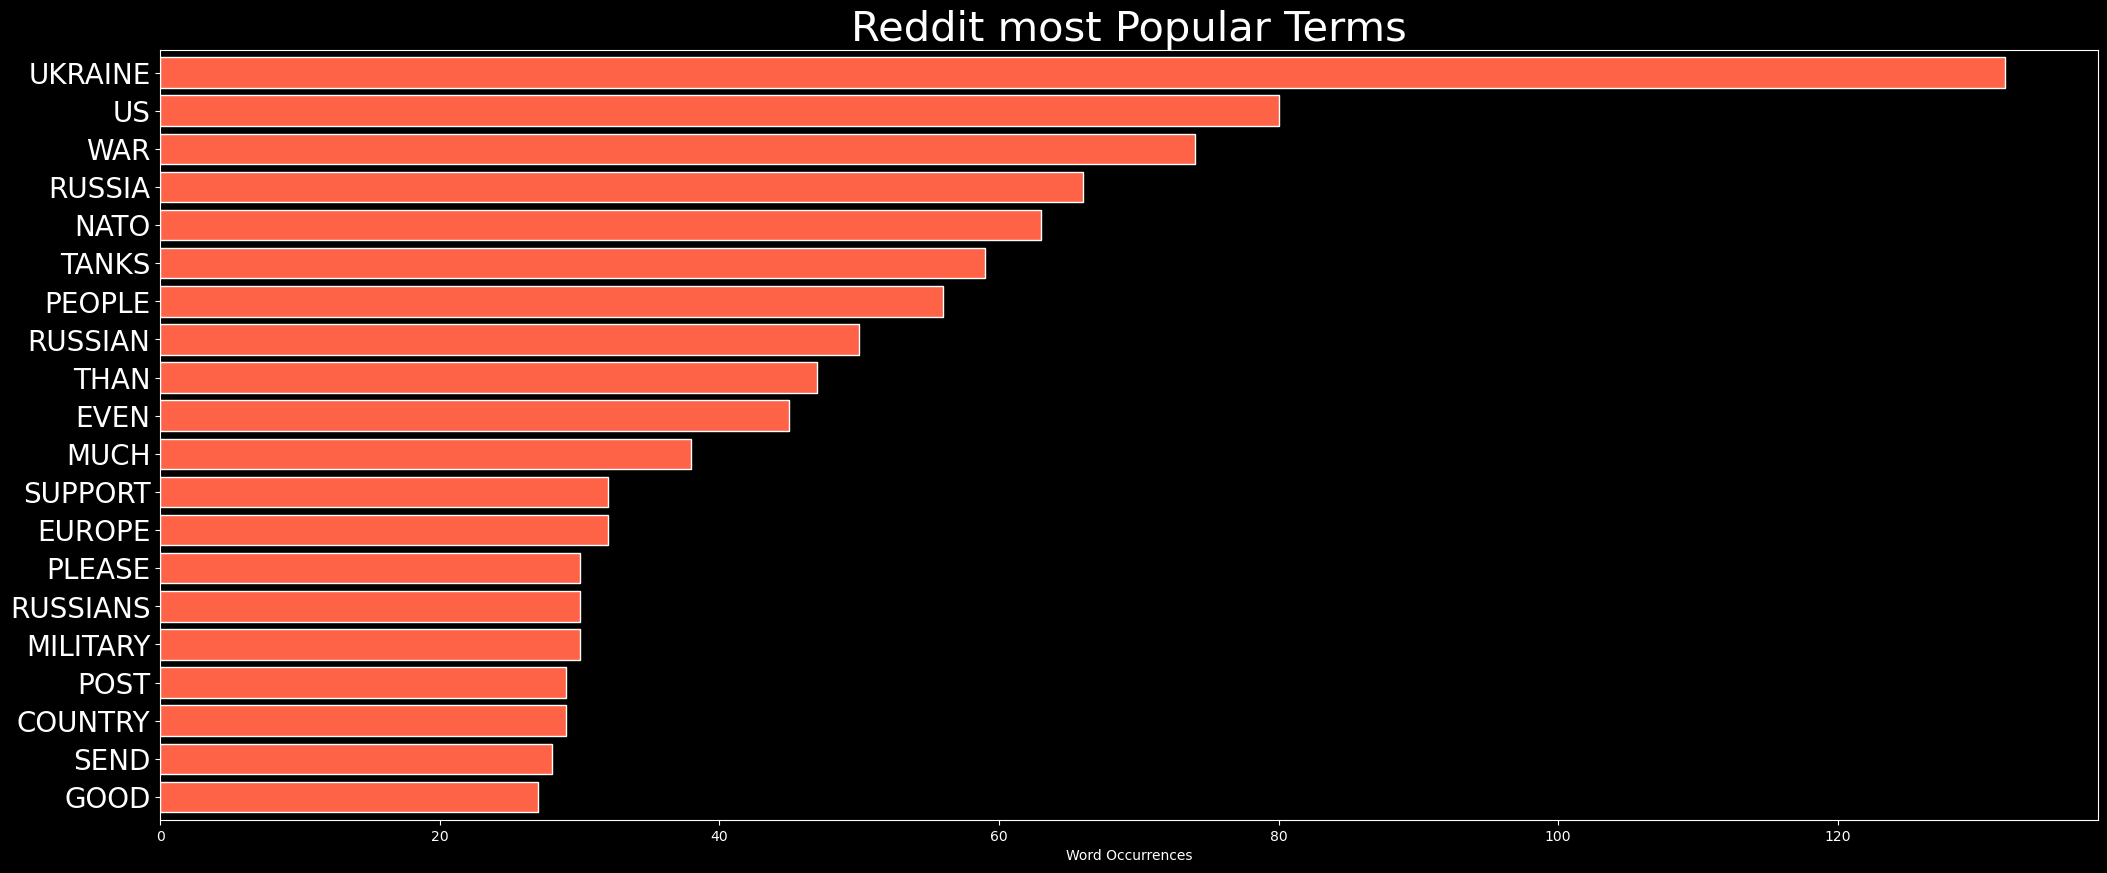 Reddit most Popular Terms
UKRAINE
US
WAR
RUSSIA
NATO
TANKS
PEOPLE
RUSSIAN
THAN
EVEN
MUCH
SUPPORT
EUROPE
PLEASE
RUSSIANS
MILITARY
POST
COUNTRY
SEND
GOOD
0 20 40 60 80 100 120
Word Occurrences